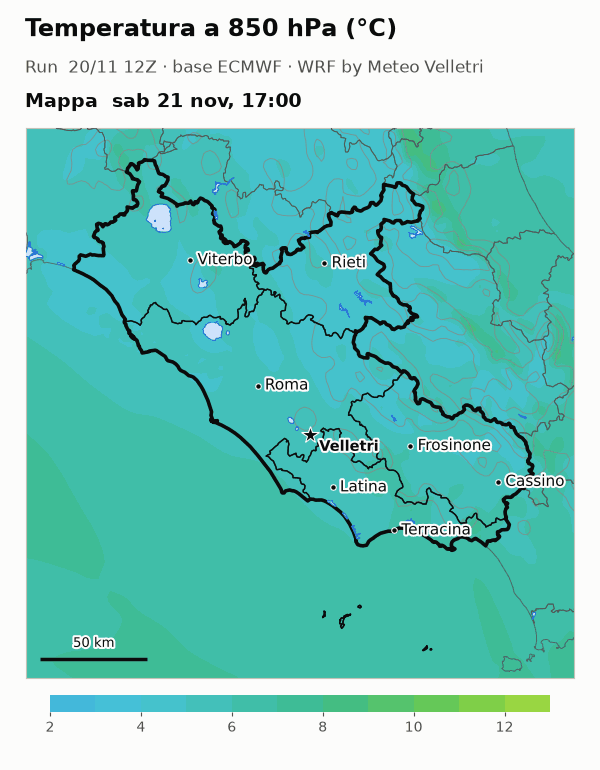 Temperatura a 850 hPa (°C)
Run  20/11 12Z · base ECMWF · WRF by Meteo Velletri
Mappa  sab 21 nov, 17:00
Viterbo
Rieti
Roma
Velletri
Frosinone
Cassino
Latina
Terracina
50 km
2 4 6 8 10 12